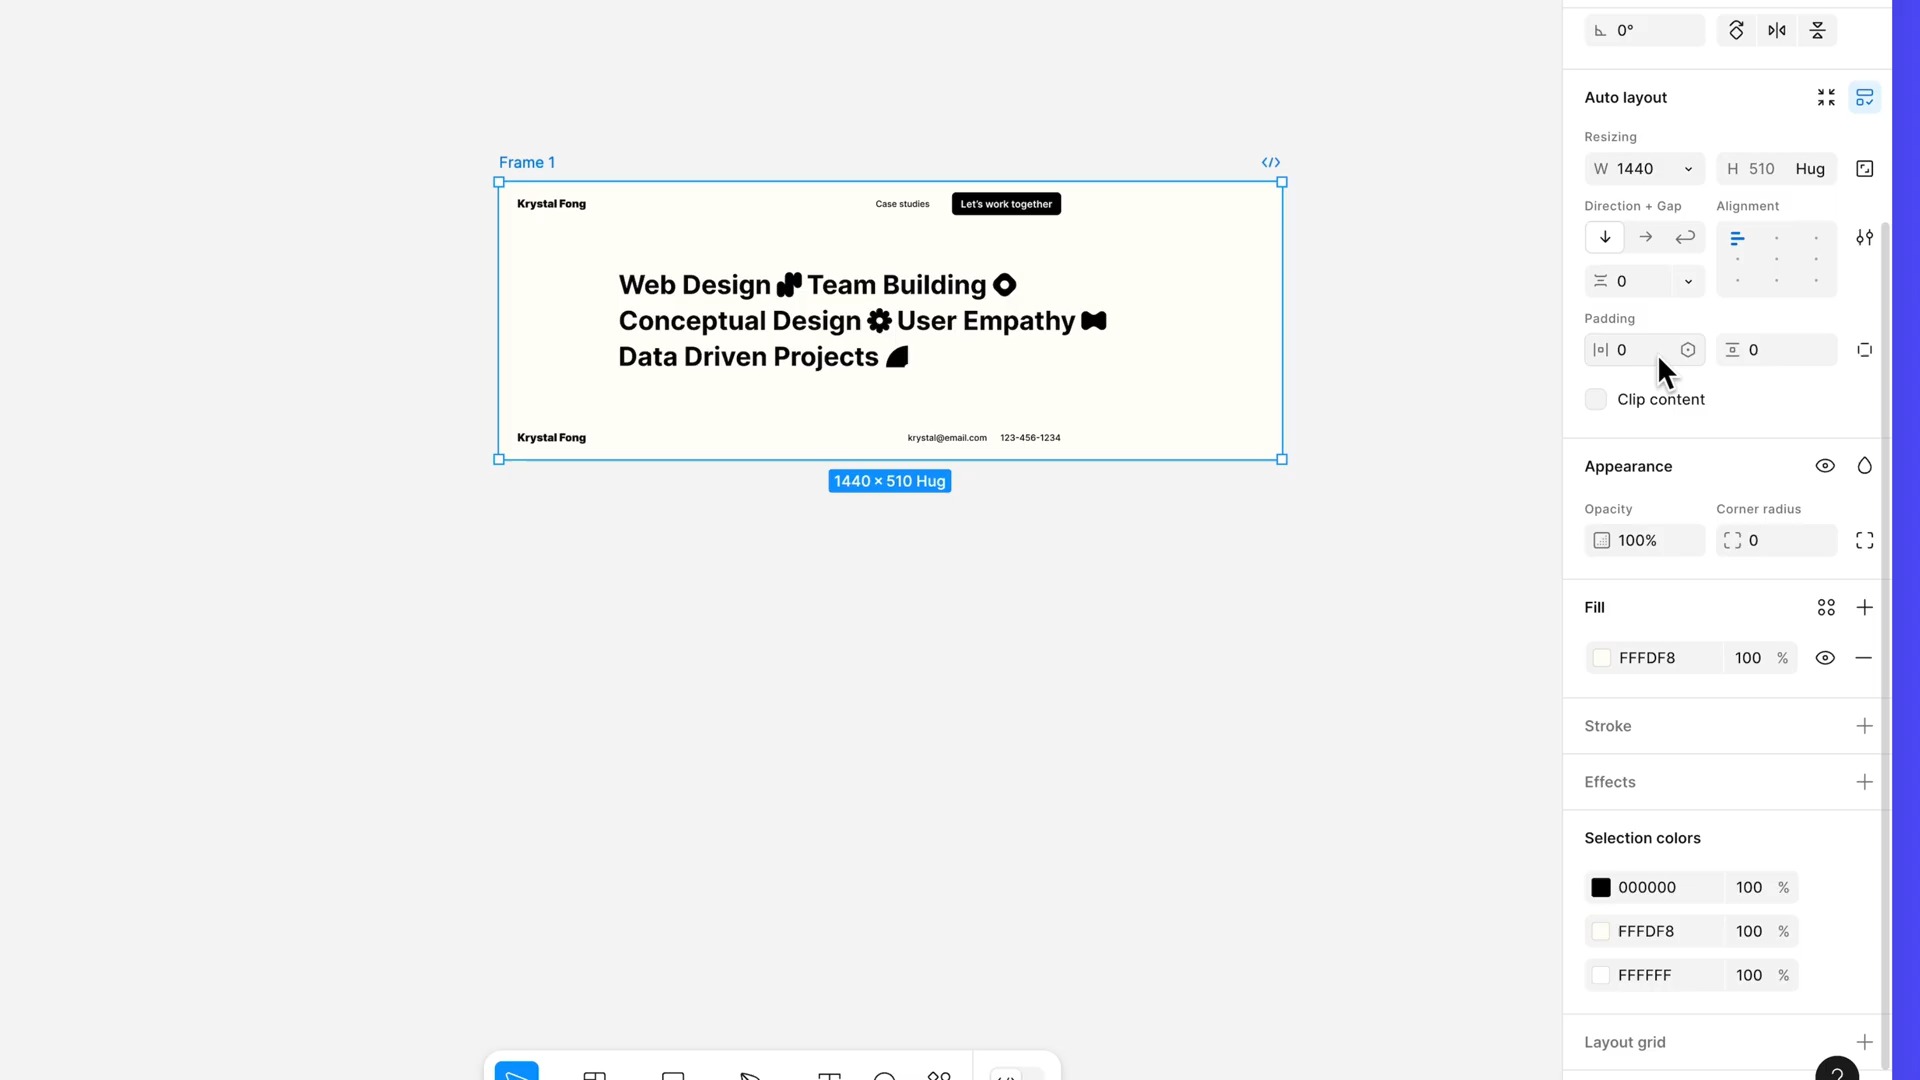 0°
Auto layout
Resizing
W 1440
H 510 Hug
Direction + Gap
Alignment
0
Padding
0
0
Clip content
Appearance
Opacity
Corner radius
100%
0
Fill
FFFDF8 100 %
Stroke
Effects
Selection colors
000000 100 %
FFFDF8 100 %
FFFFFF 100 %
Layout grid
?
Frame 1
Krystal Fong
Case studies
Let's work together
Web Design Team Building
Conceptual Design User Empathy
Data Driven Projects
Krystal Fong
krystal@email.com
123-456-1234
1440 × 510 Hug